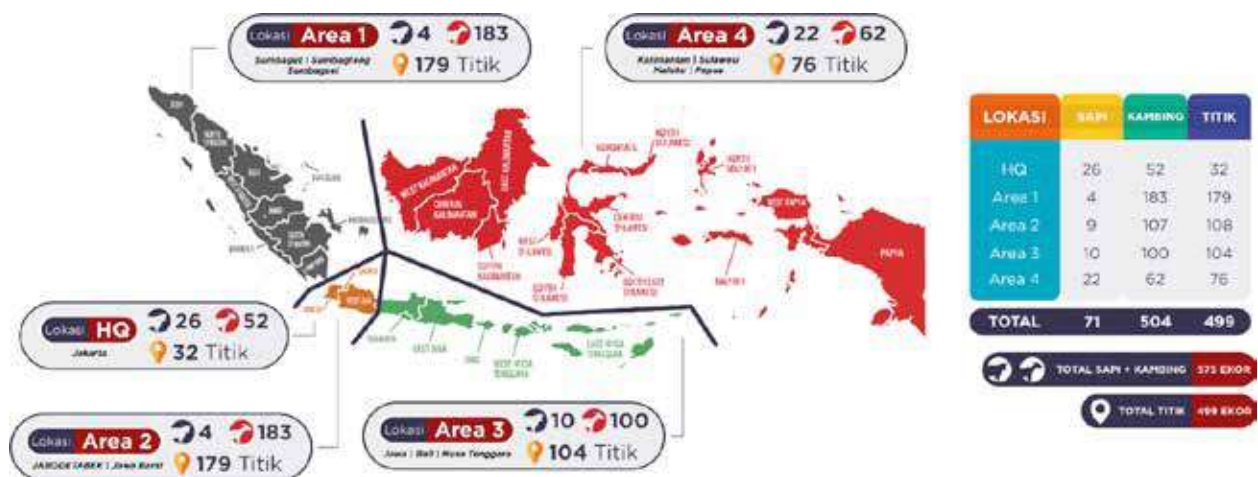 Lokasi Area 1 4 183
Sumbagut | Sumbagteng
Sumbagsel
179 Titik
Lokasi Area 4 22 62
Kalimantan | Sulawesi
Maluku | Papua
76 Titik
LOKASI SAPI KAMBING TITIK
HQ 26 52 32
Area 1 4 183 179
Area 2 9 107 108
Area 3 10 100 104
Area 4 22 62 76
TOTAL 71 504 499
TOTAL SAPI + KAMBING 575 EKOR
TOTAL TITIK 499 EKOR
WEST KALIMANTAN
CENTRAL
KALIMANTAN
EAST KALIMANTAN
SOUTH
KALIMANTAN
GORONTALO
NORTH
SULAWESI
CENTRAL
SULAWESI
WEST
SULAWESI
SOUTH
SULAWESI
SOUTHEAST
SULAWESI
NORTH
MALUKU
MALUKU
WEST PAPUA
PAPUA
EAST JAVA
WEST NUSA
TENGGARA
EAST NUSA
TENGGARA
Lokasi HQ 26 52
Jakarta
32 Titik
Lokasi Area 2 4 183
JABODETABEK | Jawa Barat
179 Titik
Lokasi Area 3 10 100
Jawa | Bali | Nusa Tenggara
104 Titik